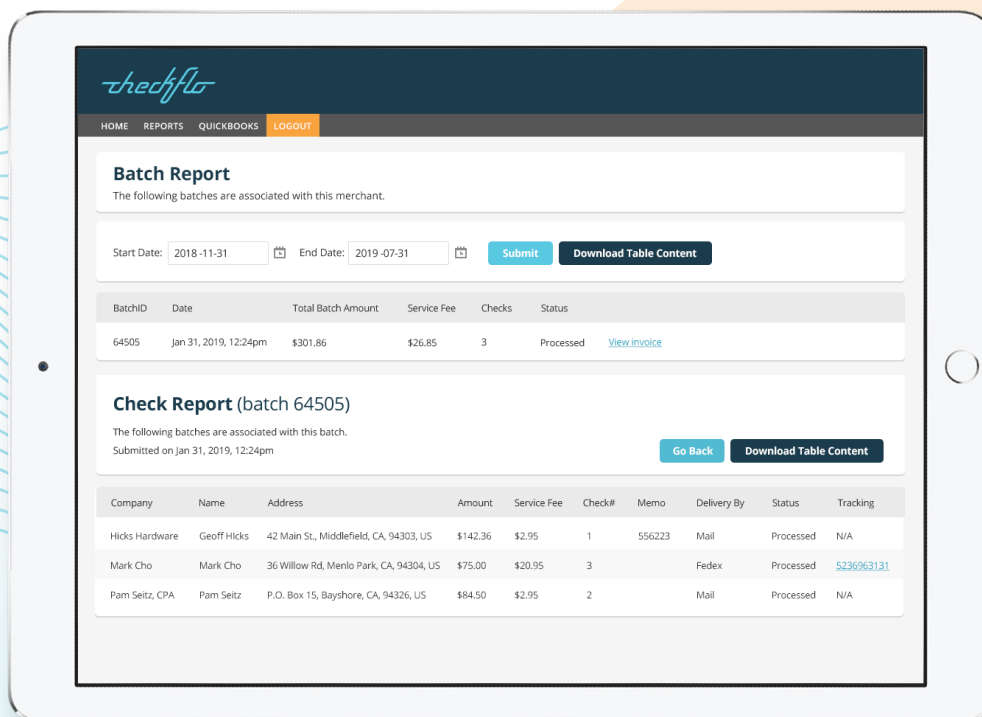 checkflo
HOME REPORTS QUICKBOOKS LOGOUT
Batch Report
The following batches are associated with this merchant.
Start Date: 2018 -11-31 End Date: 2019 -07-31 Submit Download Table Content
BatchID Date Total Batch Amount Service Fee Checks Status
64505 Jan 31, 2019, 12:24pm $301.86 $26.85 3 Processed View invoice
Check Report (batch 64505)
The following batches are associated with this batch.
Submitted on Jan 31, 2019, 12:24pm
Go Back Download Table Content
Company Name Address Amount Service Fee Check# Memo Delivery By Status Tracking
Hicks Hardware Geoff HIcks 42 Main St., Middlefield, CA, 94303, US $142.36 $2.95 1 556223 Mail Processed N/A
Mark Cho Mark Cho 36 Willow Rd, Menlo Park, CA, 94304, US $75.00 $20.95 3 Fedex Processed 5236963131
Pam Seitz, CPA Pam Seitz P.O. Box 15, Bayshore, CA, 94326, US $84.50 $2.95 2 Mail Processed N/A